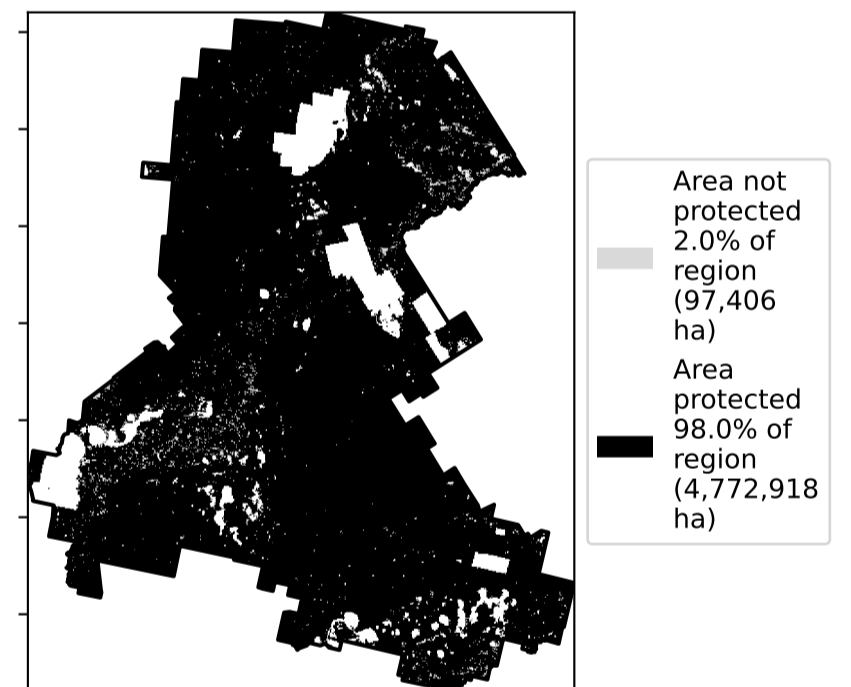 Area not
protected
2.0% of
region
(97,406
ha)
Area
protected
98.0% of
region
(4,772,918
ha)